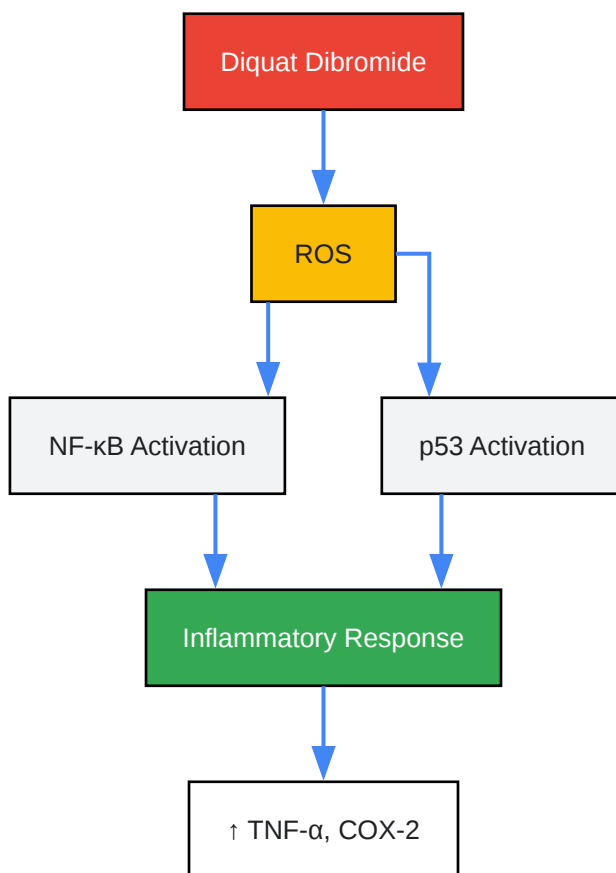 Diquat Dibromide
ROS
NF-κB Activation
p53 Activation
Inflammatory Response
↑ TNF-α, COX-2